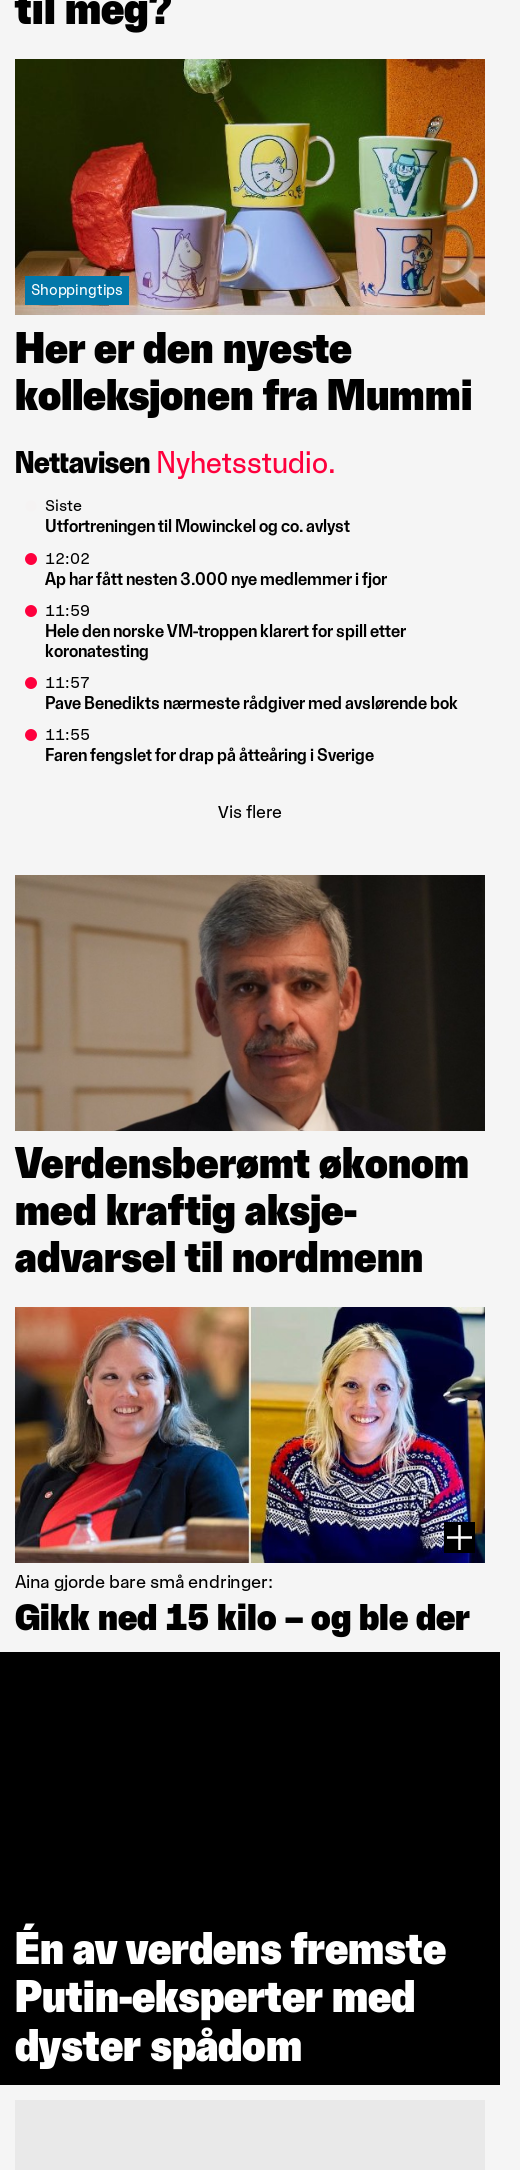 til meg?
L
O
V
E
Shoppingtips
Her er den nyeste
kolleksjonen fra Mummi
Nettavisen Nyhetsstudio.
Siste
Utfortreningen til Mowinckel og co. avlyst
12:02
Ap har fått nesten 3.000 nye medlemmer i fjor
11:59
Hele den norske VM-troppen klarert for spill etter
koronatesting
11:57
Pave Benedikts nærmeste rådgiver med avslørende bok
11:55
Faren fengslet for drap på åtteåring i Sverige
Vis flere
Verdensberømt økonom
med kraftig aksje-
advarsel til nordmenn
Aina gjorde bare små endringer:
Gikk ned 15 kilo – og ble der
Én av verdens fremste
Putin-eksperter med
dyster spådom